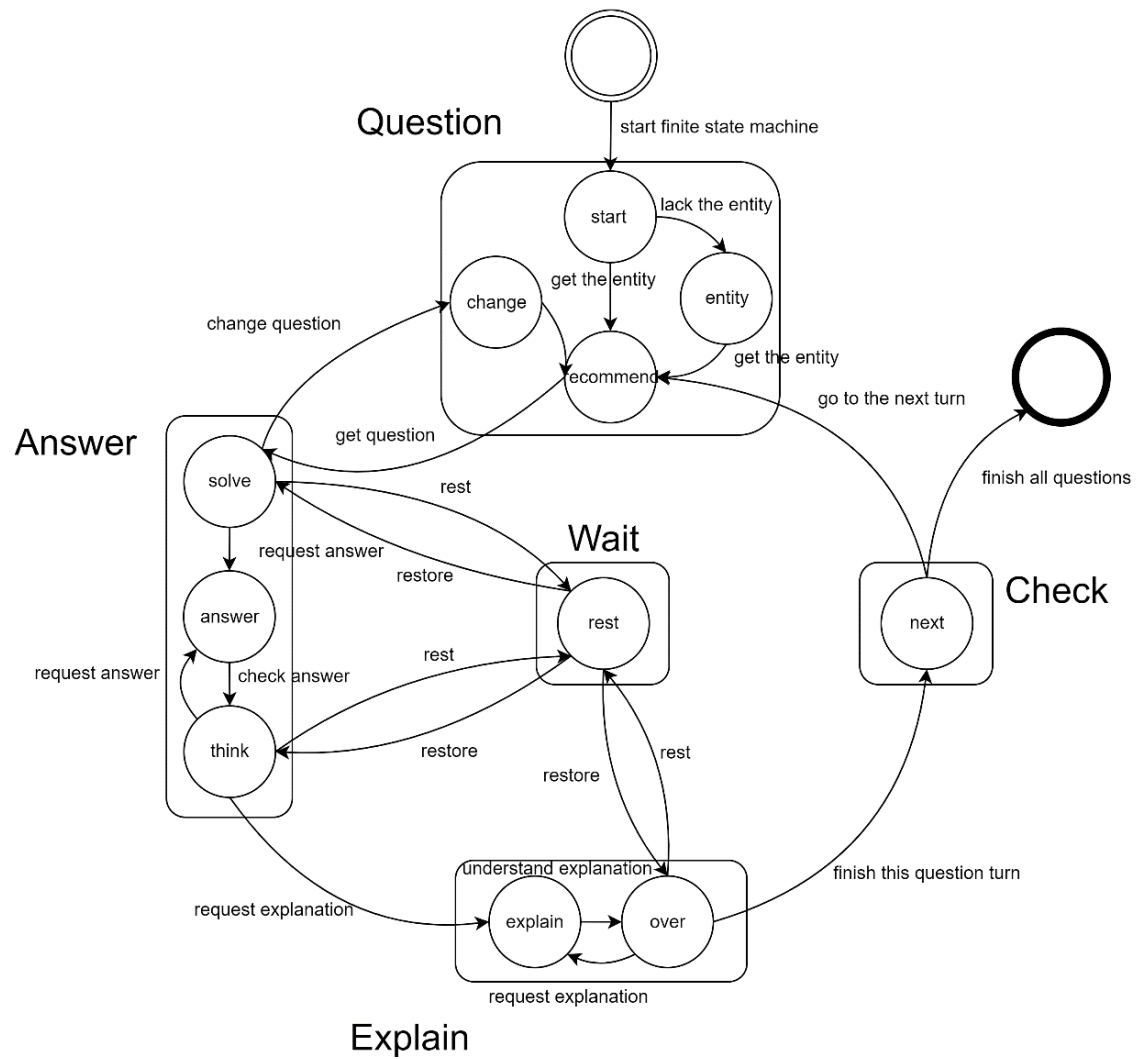 Question
start finite state machine
start
lack the entity
get the entity
change
entity
change question
ecommend
get the entity
go to the next turn
get question
Answer
finish all questions
solve
rest
Wait
request answer
restore
Check
answer
rest
next
request answer
rest
check answer
think
restore
rest
restore
understand explanation
finish this question turn
request explanation
explain
over
request explanation
Explain